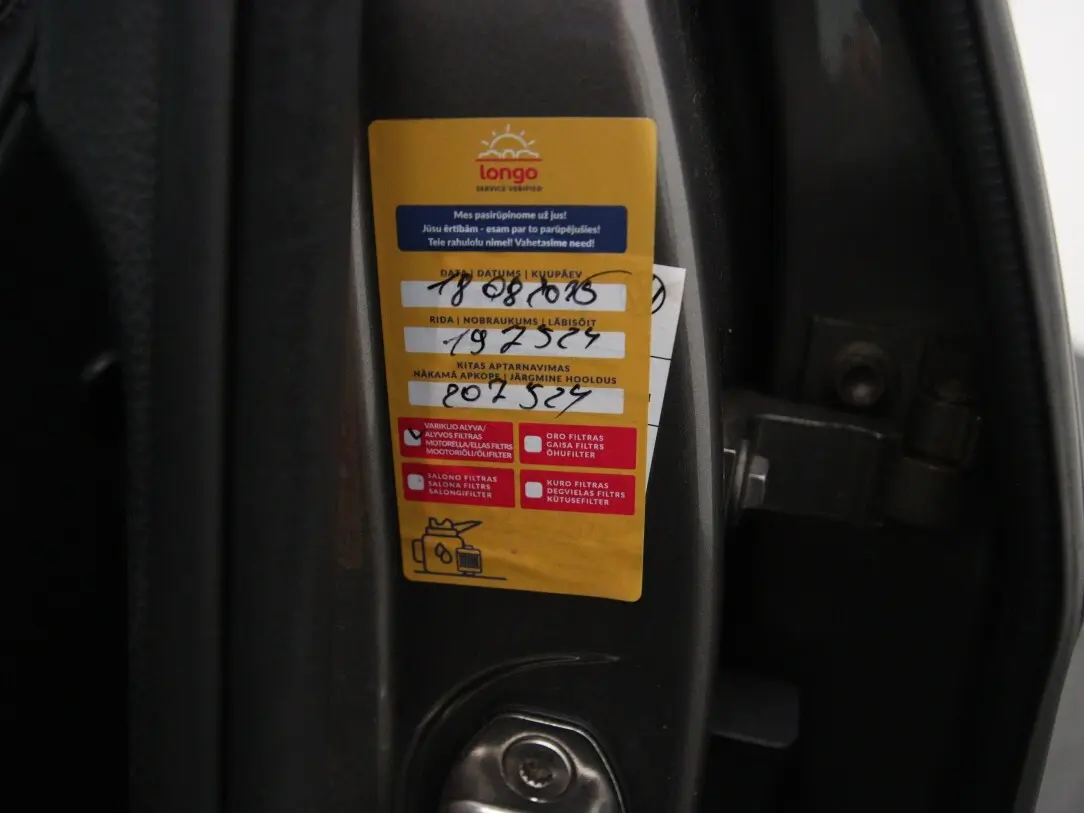 longo
SERVICE VERIFIED
Mes pasirūpinome už jus!
Jūsu ērtībām - esam par to parūpējušies!
Teie rahulolu nimel! Vahetasime need!
DATA | DATUMS | KUUPÄEV
18 08 2025
RIDA | NOBRAUKUMS | LÄBISÕIT
197524
KITAS APTARNAVIMAS
NĀKAMĀ APKOPE | JÄRGMINE HOOLDUS
207524
VARIKLIO ALYVA/
ALYVOS FILTRAS
MOTOREĻĻA/EĻĻAS FILTRS
MOOTORIÕLI/ÕLIFILTER
ORO FILTRAS
GAISA FILTRS
ÕHUFILTER
SALONO FILTRAS
SALONA FILTRS
SALONGIFILTER
KURO FILTRAS
DEGVIELAS FILTRS
KÜTUSEFILTER